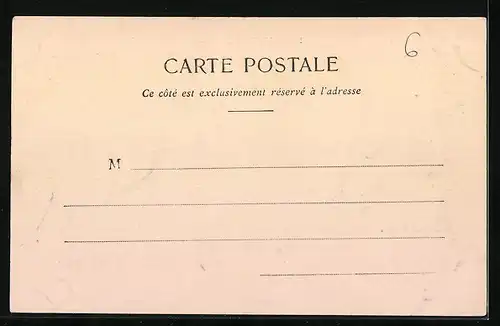 6
CARTE POSTALE
Ce côté est exclusivement réservé à l'adresse
M